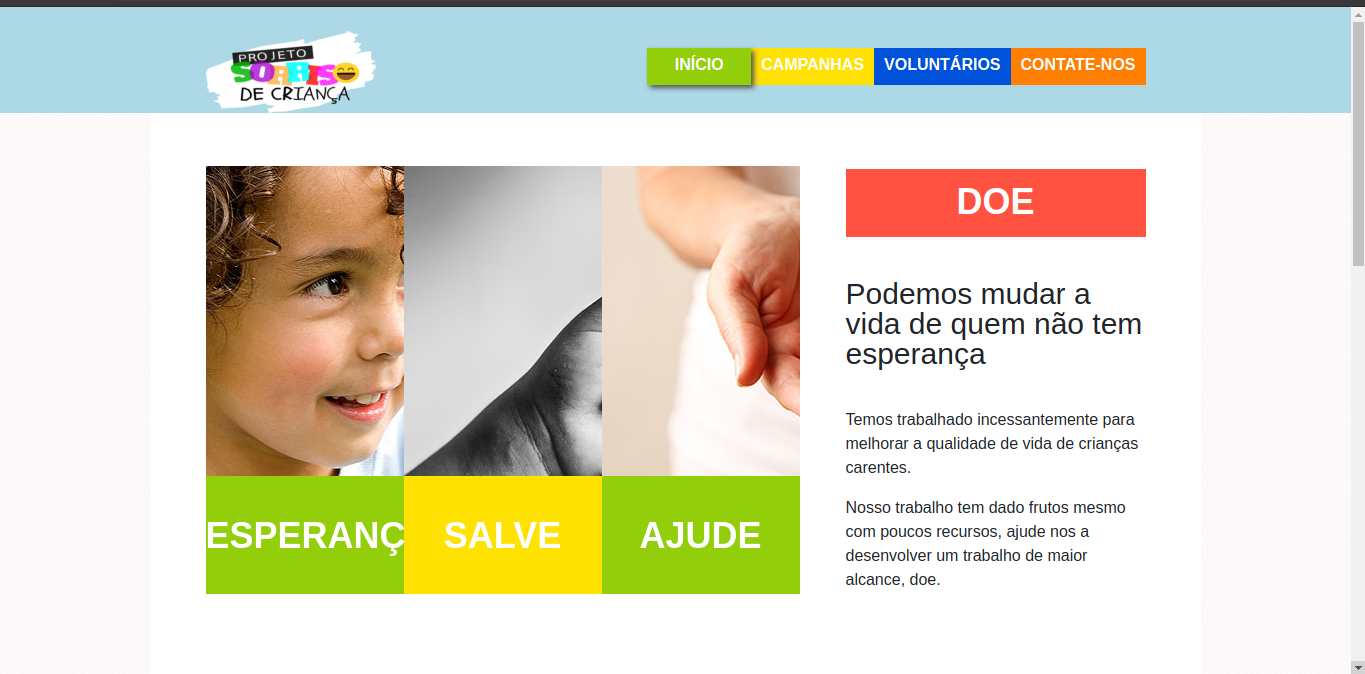 PROJETO
SORRISO
DE CRIANÇA
INÍCIO
CAMPANHAS
VOLUNTÁRIOS
CONTATE-NOS
ESPERANÇ
SALVE
AJUDE
DOE
Podemos mudar a
vida de quem não tem
esperança
Temos trabalhado incessantemente para
melhorar a qualidade de vida de crianças
carentes.
Nosso trabalho tem dado frutos mesmo
com poucos recursos, ajude nos a
desenvolver um trabalho de maior
alcance, doe.